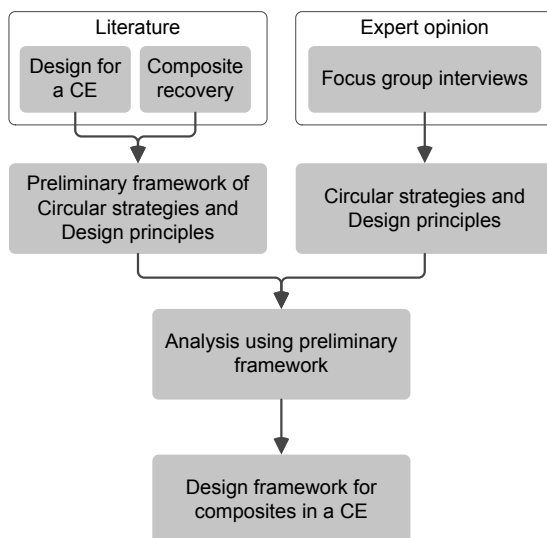 Literature
Design for
a CE
Composite
recovery
Expert opinion
Focus group interviews
Preliminary framework of
Circular strategies and
Design principles
Circular strategies and
Design principles
Analysis using preliminary
framework
Design framework for
composites in a CE